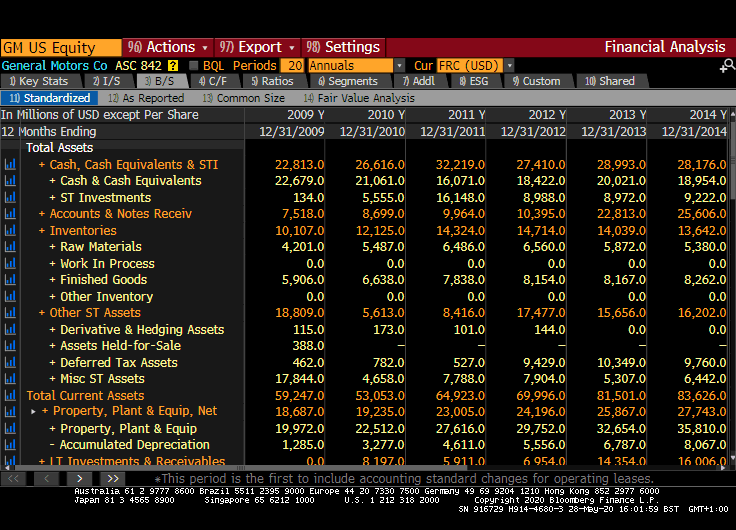 GM US Equity 96) Actions 97) Export 98) Settings Financial Analysis
General Motors Co ASC 842 ? BQL Periods 20 Annuals Cur FRC (USD)
1) Key Stats 2) I/S 3) B/S 4) C/F 5) Ratios 6) Segments 7) Addl 8) ESG 9) Custom 10) Shared
11) Standardized 12) As Reported 13) Common Size 14) Fair Value Analysis
In Millions of USD except Per Share 2009 Y 2010 Y 2011 Y 2012 Y 2013 Y 2014 Y
12 Months Ending 12/31/2009 12/31/2010 12/31/2011 12/31/2012 12/31/2013 12/31/2014
Total Assets
+ Cash, Cash Equivalents & STI 22,813.0 26,616.0 32,219.0 27,410.0 28,993.0 28,176.0
+ Cash & Cash Equivalents 22,679.0 21,061.0 16,071.0 18,422.0 20,021.0 18,954.0
+ ST Investments 134.0 5,555.0 16,148.0 8,988.0 8,972.0 9,222.0
+ Accounts & Notes Receiv 7,518.0 8,699.0 9,964.0 10,395.0 22,813.0 25,606.0
+ Inventories 10,107.0 12,125.0 14,324.0 14,714.0 14,039.0 13,642.0
+ Raw Materials 4,201.0 5,487.0 6,486.0 6,560.0 5,872.0 5,380.0
+ Work In Process 0.0 0.0 0.0 0.0 0.0 0.0
+ Finished Goods 5,906.0 6,638.0 7,838.0 8,154.0 8,167.0 8,262.0
+ Other Inventory 0.0 0.0 0.0 0.0 0.0 0.0
+ Other ST Assets 18,809.0 5,613.0 8,416.0 17,477.0 15,656.0 16,202.0
+ Derivative & Hedging Assets 115.0 173.0 101.0 144.0 0.0 0.0
+ Assets Held-for-Sale 388.0 – – – – –
+ Deferred Tax Assets 462.0 782.0 527.0 9,429.0 10,349.0 9,760.0
+ Misc ST Assets 17,844.0 4,658.0 7,788.0 7,904.0 5,307.0 6,442.0
Total Current Assets 59,247.0 53,053.0 64,923.0 69,996.0 81,501.0 83,626.0
+ Property, Plant & Equip, Net 18,687.0 19,235.0 23,005.0 24,196.0 25,867.0 27,743.0
+ Property, Plant & Equip 19,972.0 22,512.0 27,616.0 29,752.0 32,654.0 35,810.0
- Accumulated Depreciation 1,285.0 3,277.0 4,611.0 5,556.0 6,787.0 8,067.0
+ LT Investments & Receivables 0.0 8,197.0 5,911.0 6,954.0 14,354.0 16,006.0
*This period is the first to include accounting standard changes for operating leases.
Australia 61 2 9777 8600 Brazil 5511 2395 9000 Europe 44 20 7330 7500 Germany 49 69 9204 1210 Hong Kong 852 2977 6000
Japan 81 3 4565 8900 Singapore 65 6212 1000 U.S. 1 212 318 2000 Copyright 2020 Bloomberg Finance L.P.
SN 916729 H914-4680-3 28-May-20 16:01:59 BST GMT+1:00